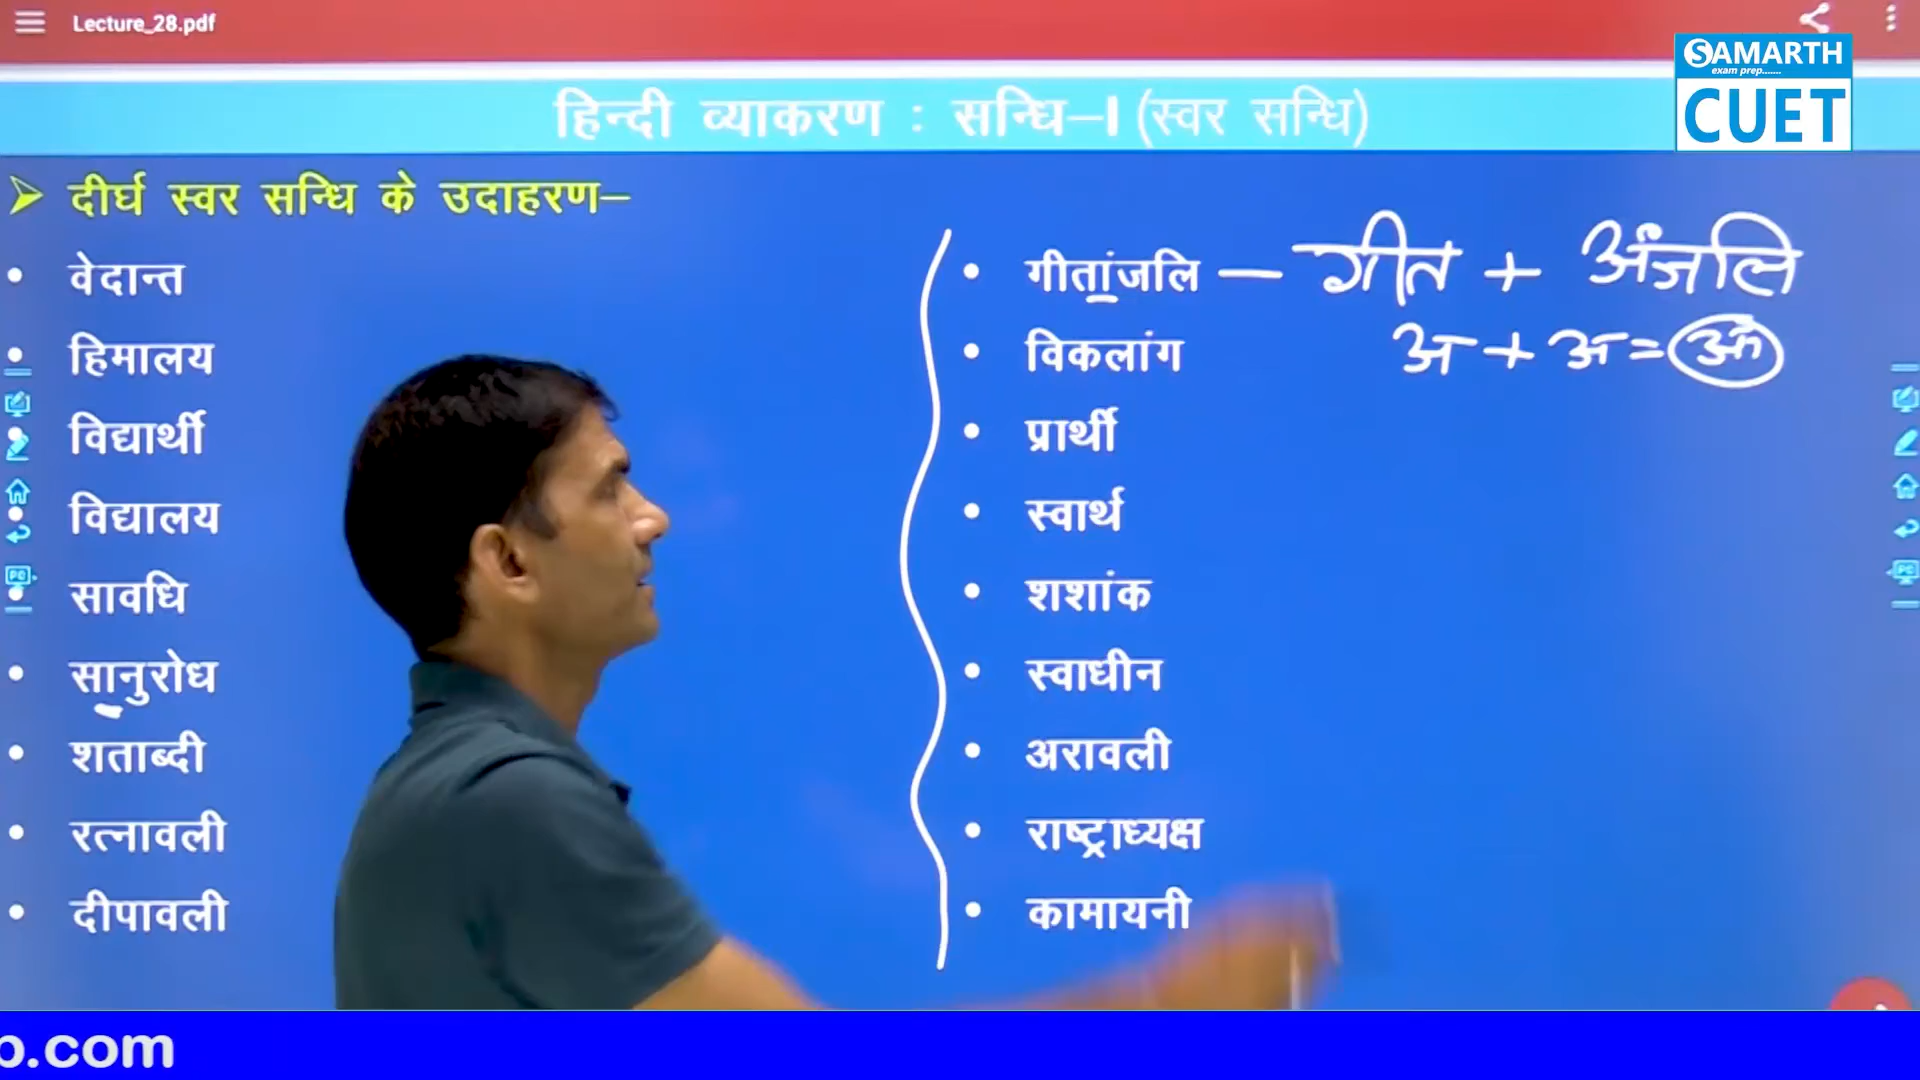 Lecture_28.pdf
SAMARTH
exam prep.......
CUET
हिन्दी व्याकरण : सन्धि–I (स्वर सन्धि)
दीर्घ स्वर सन्धि के उदाहरण–
वेदान्त
हिमालय
विद्यार्थी
विद्यालय
सावधि
सानुरोध
शताब्दी
रत्नावली
दीपावली
गीतांजलि — गीत + अंजलि
अ + अ = आ
विकलांग
प्रार्थी
स्वार्थ
शशांक
स्वाधीन
अरावली
राष्ट्राध्यक्ष
कामायनी
p.com